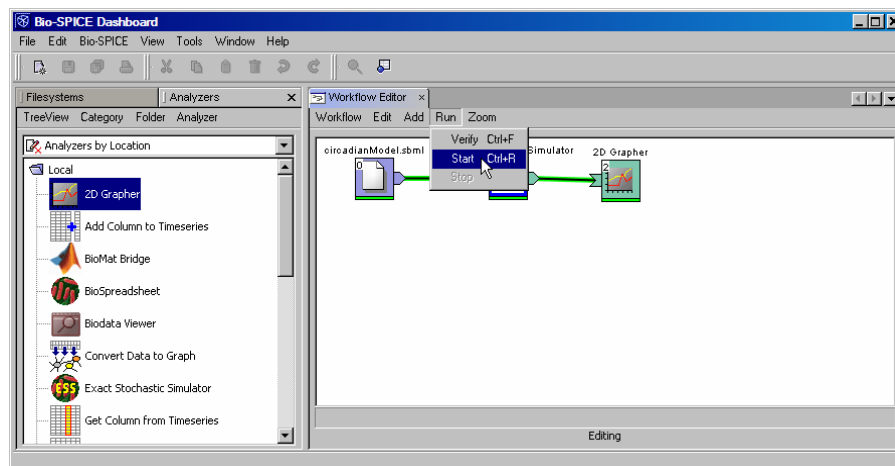 Bio-SPICE Dashboard
File Edit Bio-SPICE View Tools Window Help
Filesystems
Analyzers
TreeView Category Folder Analyzer
Analyzers by Location
Local
2D Grapher
Add Column to Timeseries
BioMat Bridge
BioSpreadsheet
Biodata Viewer
Convert Data to Graph
ESS
Exact Stochastic Simulator
Get Column from Timeseries
Workflow Editor
Workflow Edit Add Run Zoom
Verify Ctrl+F
Start Ctrl+R
Stop
circadianModel.sbml
0
Simulator
2D Grapher
2
Editing